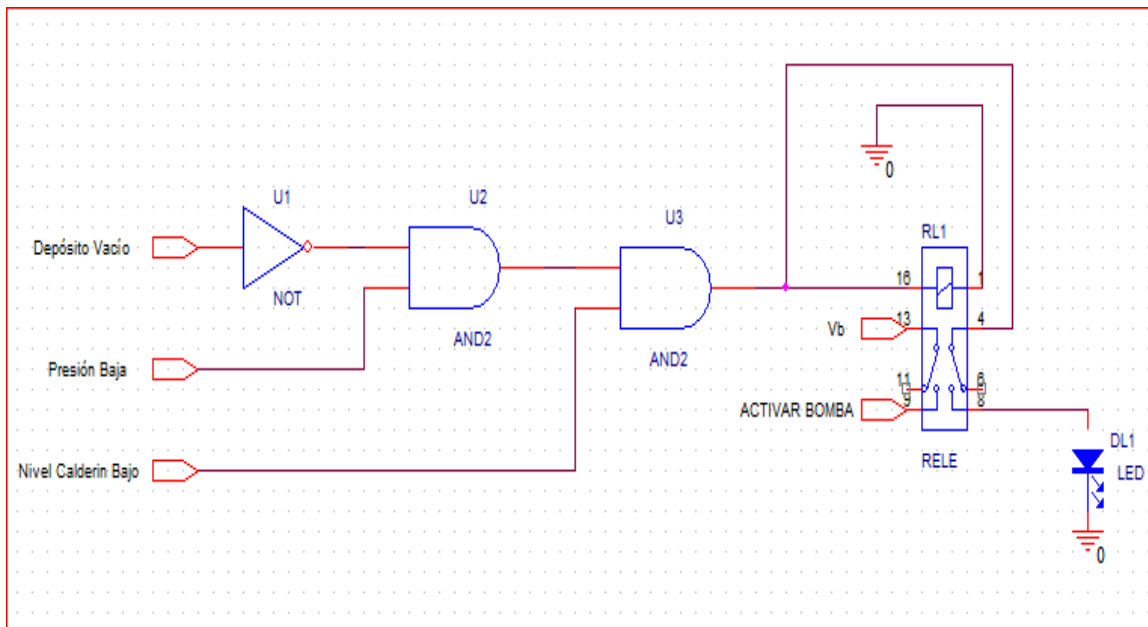 U1
U2
U3
0
RL1
Depósito Vacío
NOT
AND2
16
1
Vb
13
4
Presión Baja
AND2
11
6
ACTIVAR BOMBA
9
8
Nivel Calderin Bajo
RELE
DL1
LED
0